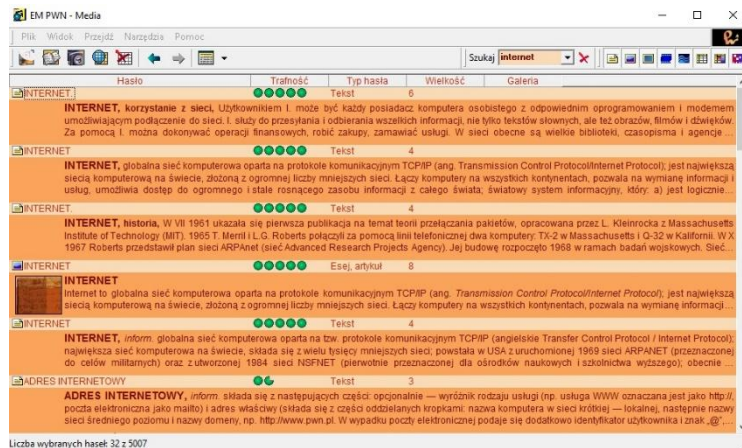 EM PWN - Media
Plik Widok Przejdź Narzędzia Pomoc
Szukaj internet
Hasło Trafność Typ hasła Wielkość Galeria
INTERNET. Tekst 6
INTERNET, korzystanie z sieci, Użytkownikiem I. może być każdy posiadacz komputera osobistego z odpowiednim oprogramowaniem i modemem
umożliwiającym podłączenie do sieci. I. służy do przesyłania i odbierania wszelkich informacji, nie tylko tekstów słownych, ale też obrazów, filmów i dźwięków.
Za pomocą I. można dokonywać operacji finansowych, robić zakupy, zamawiać usługi. W sieci obecne są wielkie biblioteki, czasopisma i agencje ...
INTERNET Tekst 4
INTERNET, globalna sieć komputerowa oparta na protokole komunikacyjnym TCP/IP (ang. Transmission Control Protocol/Internet Protocol); jest największą
siecią komputerową na świecie, złożoną z ogromnej liczby mniejszych sieci. Łączy komputery na wszystkich kontynentach, pozwala na wymianę informacji i
usług, umożliwia dostęp do ogromnego i stale rosnącego zasobu informacji z całego świata; światowy system informacyjny, który: a) jest logicznie...
INTERNET. Tekst 4
INTERNET, historia, W VII 1961 ukazała się pierwsza publikacja na temat teorii przełączania pakietów, opracowana przez L. Kleinrocka z Massachusetts
Institute of Technology (MIT). 1965 T. Merril i L.G. Roberts połączyli za pomocą linii telefonicznej dwa komputery: TX-2 w Massachusetts i Q-32 w Kalifornii. W X
1967 Roberts przedstawił plan sieci ARPAnet (sieć Advanced Research Projects Agency). Jej budowę rozpoczęto 1968 w ramach badań wojskowych. Sieć...
INTERNET Esej, artykuł 8
INTERNET
Internet to globalna sieć komputerowa oparta na protokole komunikacyjnym TCP/IP (ang. Transmission Control Protocol/Internet Protocol); jest największą
siecią komputerową na świecie, złożoną z ogromnej liczby mniejszych sieci. Łączy komputery na wszystkich kontynentach, pozwala na wymianę informacji...
INTERNET Tekst 4
INTERNET, inform. globalna sieć komputerowa oparta na tzw. protokole komunikacyjnym TCP/IP (angielskie Transfer Control Protocol / Internet Protocol);
największa sieć komputerowa na świecie, składa się z wielu tysięcy mniejszych sieci; powstała w USA z uruchomionej 1969 sieci ARPANET (przeznaczonej
do celów militarnych) oraz z utworzonej 1984 sieci NSFNET (pierwotnie przeznaczonej dla ośrodków naukowych i szkolnictwa wyższego); obecnie ...
ADRES INTERNETOWY Tekst 3
ADRES INTERNETOWY, inform. składa się z następujących części: opcjonalnie — wyróżnik rodzaju usługi (np. usługa WWW oznaczana jest jako http://,
poczta elektroniczna jako mailto) i adres właściwy (składa się z części oddzielanych kropkami: nazwa komputera w sieci krótkiej — lokalnej, następnie nazwy
sieci średniego poziomu i nazwy domeny, np. http://www.pwn.pl. W wypadku poczty elektronicznej podaje się dodatkowo identyfikator użytkownika i znak „@”,...
Liczba wybranych haseł: 32 z 5007